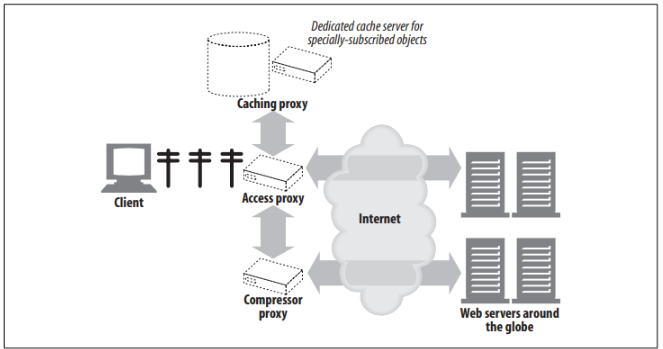 Dedicated cache server for
specially-subscribed objects
Caching proxy
Client
Access proxy
Internet
Compressor
proxy
Web servers around
the globe